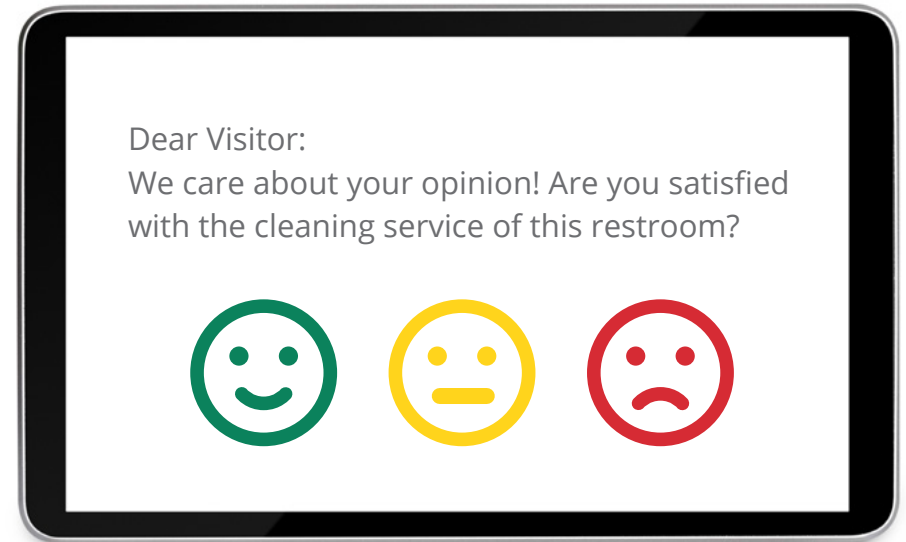 Dear Visitor:
We care about your opinion! Are you satisfied
with the cleaning service of this restroom?